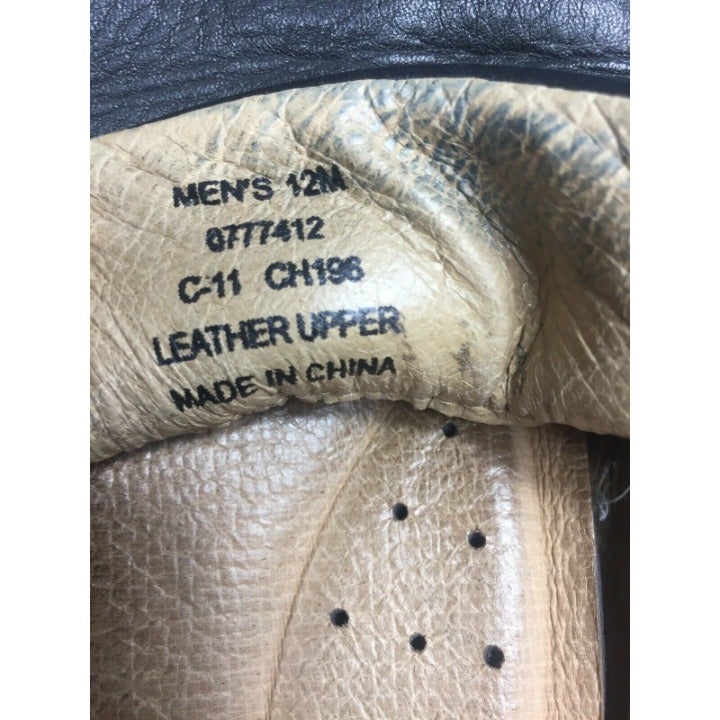 MEN'S 12M
0777412
C-11 CH196
LEATHER UPPER
MADE IN CHINA